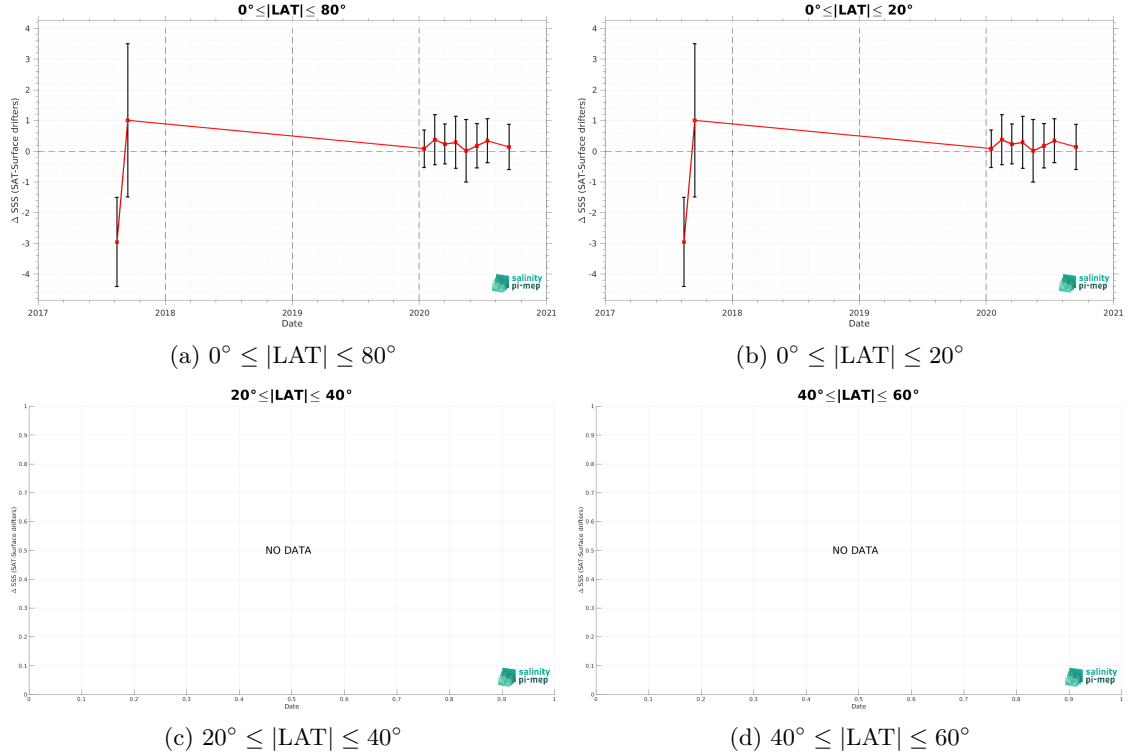 0°≤|LAT|≤ 80°
4
3
2
1
0
-1
-2
-3
-4
Δ SSS (SAT-Surface drifters)
2017 2018 2019 2020 2021
Date
salinity
pi-mep
(a) 0° ≤ |LAT| ≤ 80°
0°≤|LAT|≤ 20°
4
3
2
1
0
-1
-2
-3
-4
Δ SSS (SAT-Surface drifters)
2017 2018 2019 2020 2021
Date
salinity
pi-mep
(b) 0° ≤ |LAT| ≤ 20°
20°≤|LAT|≤ 40°
1
0.9
0.8
0.7
0.6
0.5
0.4
0.3
0.2
0.1
0
Δ SSS (SAT-Surface drifters)
NO DATA
0 0.1 0.2 0.3 0.4 0.5 0.6 0.7 0.8 0.9 1
Date
salinity
pi-mep
(c) 20° ≤ |LAT| ≤ 40°
40°≤|LAT|≤ 60°
1
0.9
0.8
0.7
0.6
0.5
0.4
0.3
0.2
0.1
0
Δ SSS (SAT-Surface drifters)
NO DATA
0 0.1 0.2 0.3 0.4 0.5 0.6 0.7 0.8 0.9 1
Date
salinity
pi-mep
(d) 40° ≤ |LAT| ≤ 60°